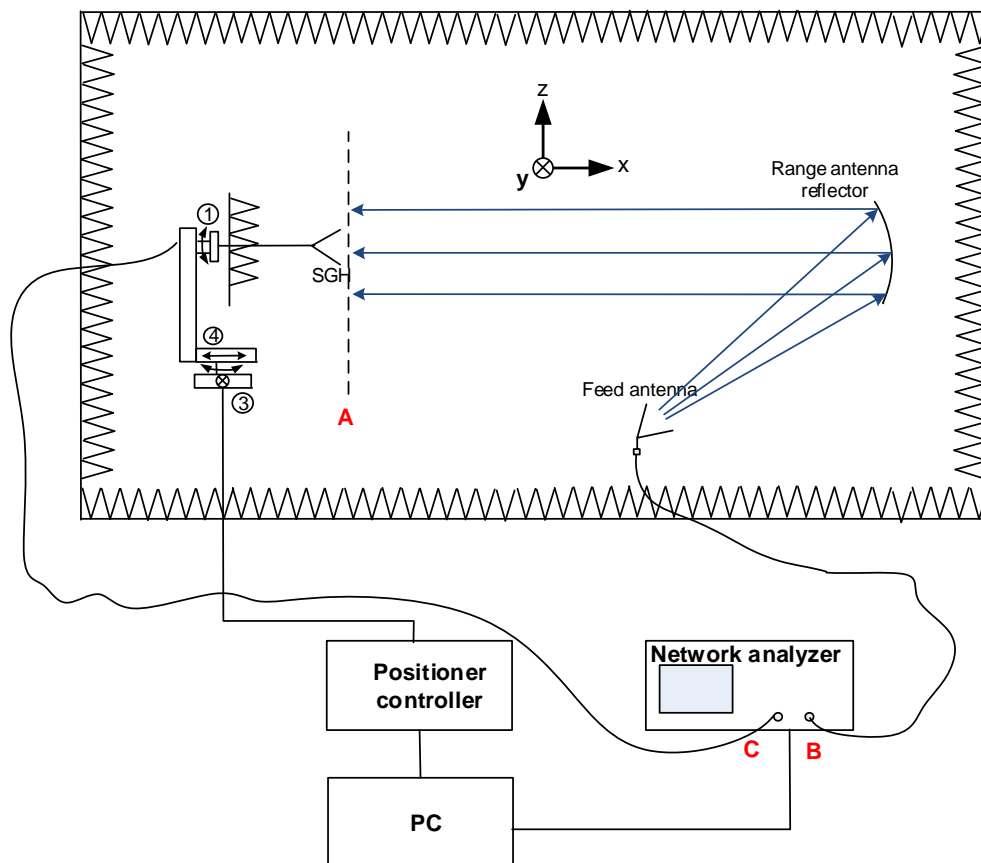 z
y
x
Range antenna
reflector
①
SGH
④
③
A
Feed antenna
Positioner
controller
Network analyzer
C
B
PC